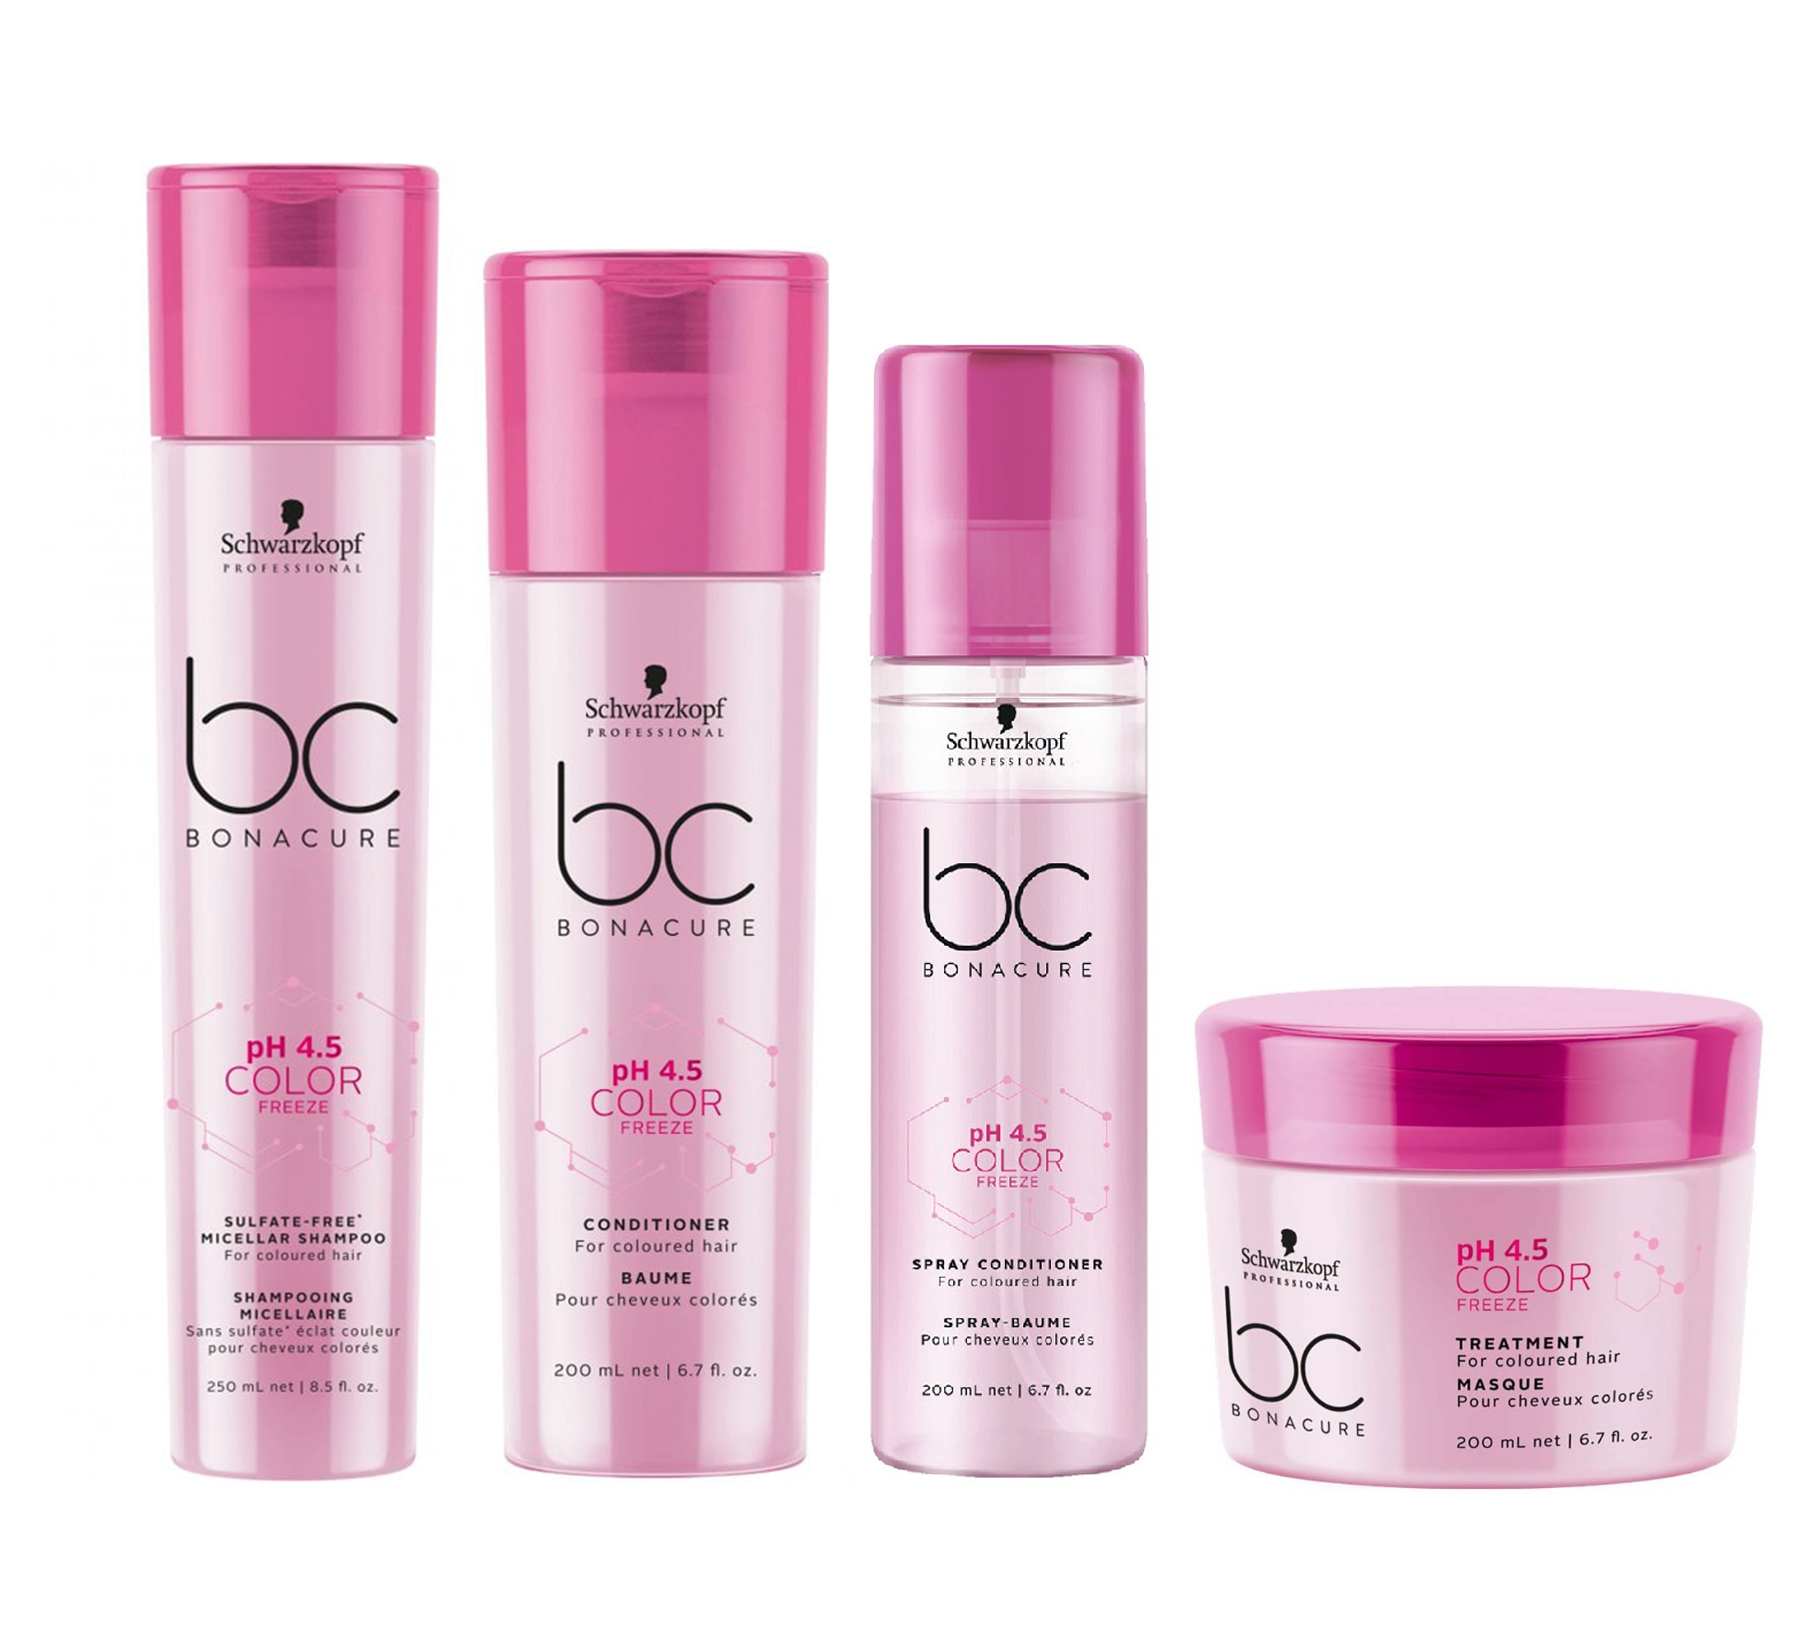 Schwarzkopf
PROFESSIONAL
bc
BONACURE
pH 4.5
COLOR
FREEZE
SULFATE-FREE*
MICELLAR SHAMPOO
For coloured hair
SHAMPOOING
MICELLAIRE
Sans sulfate* éclat couleur
pour cheveux colorés
250 mL net | 8.5 fl. oz.
Schwarzkopf
PROFESSIONAL
bc
BONACURE
pH 4.5
COLOR
FREEZE
CONDITIONER
For coloured hair
BAUME
Pour cheveux colorés
200 mL net | 6.7 fl. oz.
Schwarzkopf
PROFESSIONAL
bc
BONACURE
pH 4.5
COLOR
FREEZE
SPRAY CONDITIONER
For coloured hair
SPRAY-BAUME
Pour cheveux colorés
200 mL net | 6.7 fl. oz
Schwarzkopf
PROFESSIONAL
bc
BONACURE
pH 4.5
COLOR
FREEZE
TREATMENT
For coloured hair
MASQUE
Pour cheveux colorés
200 mL net | 6.7 fl. oz.